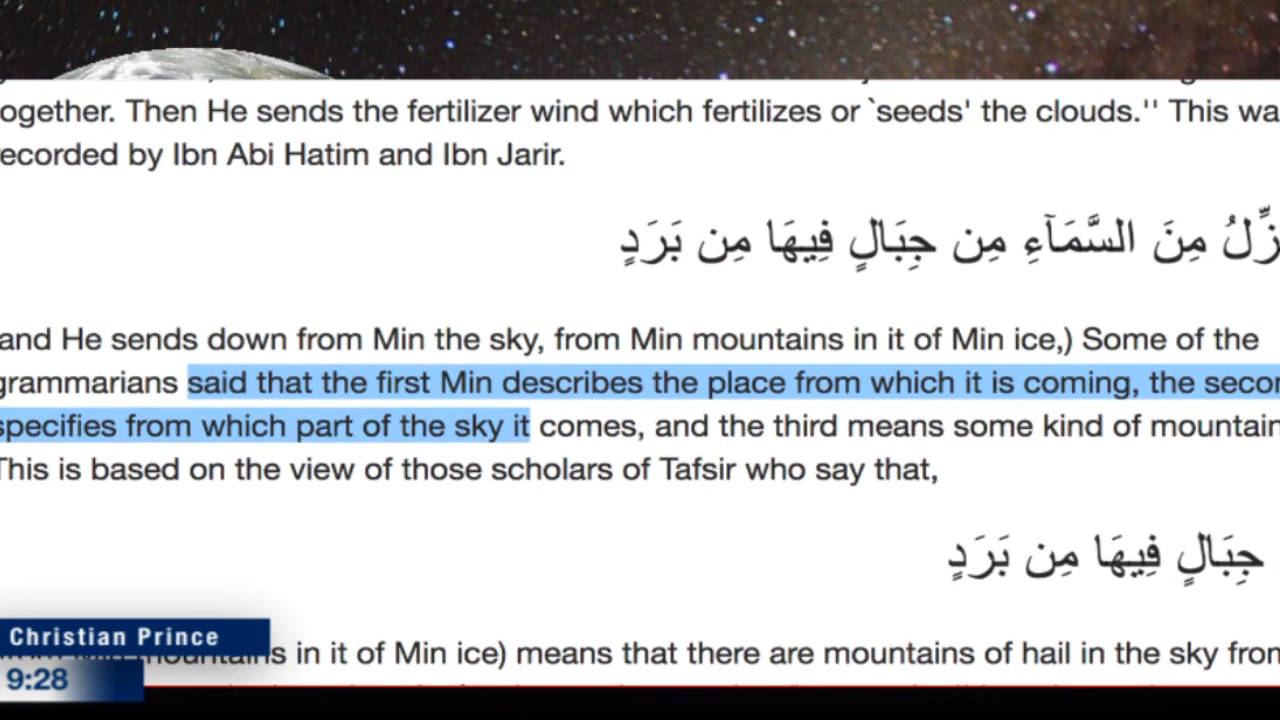 ogether. Then He sends the fertilizer wind which fertilizes or `seeds' the clouds.'' This wa
ecorded by Ibn Abi Hatim and Ibn Jarir.
زِّلُ مِنَ السَّمَآءِ مِن جِبَالٍ فِيهَا مِن بَرَدٍ
and He sends down from Min the sky, from Min mountains in it of Min ice,) Some of the
grammarians said that the first Min describes the place from which it is coming, the secon
specifies from which part of the sky it comes, and the third means some kind of mountain
This is based on the view of those scholars of Tafsir who say that,
جِبَالٍ فِيهَا مِن بَرَدٍ
mountains in it of Min ice) means that there are mountains of hail in the sky from
Christian Prince
9:28